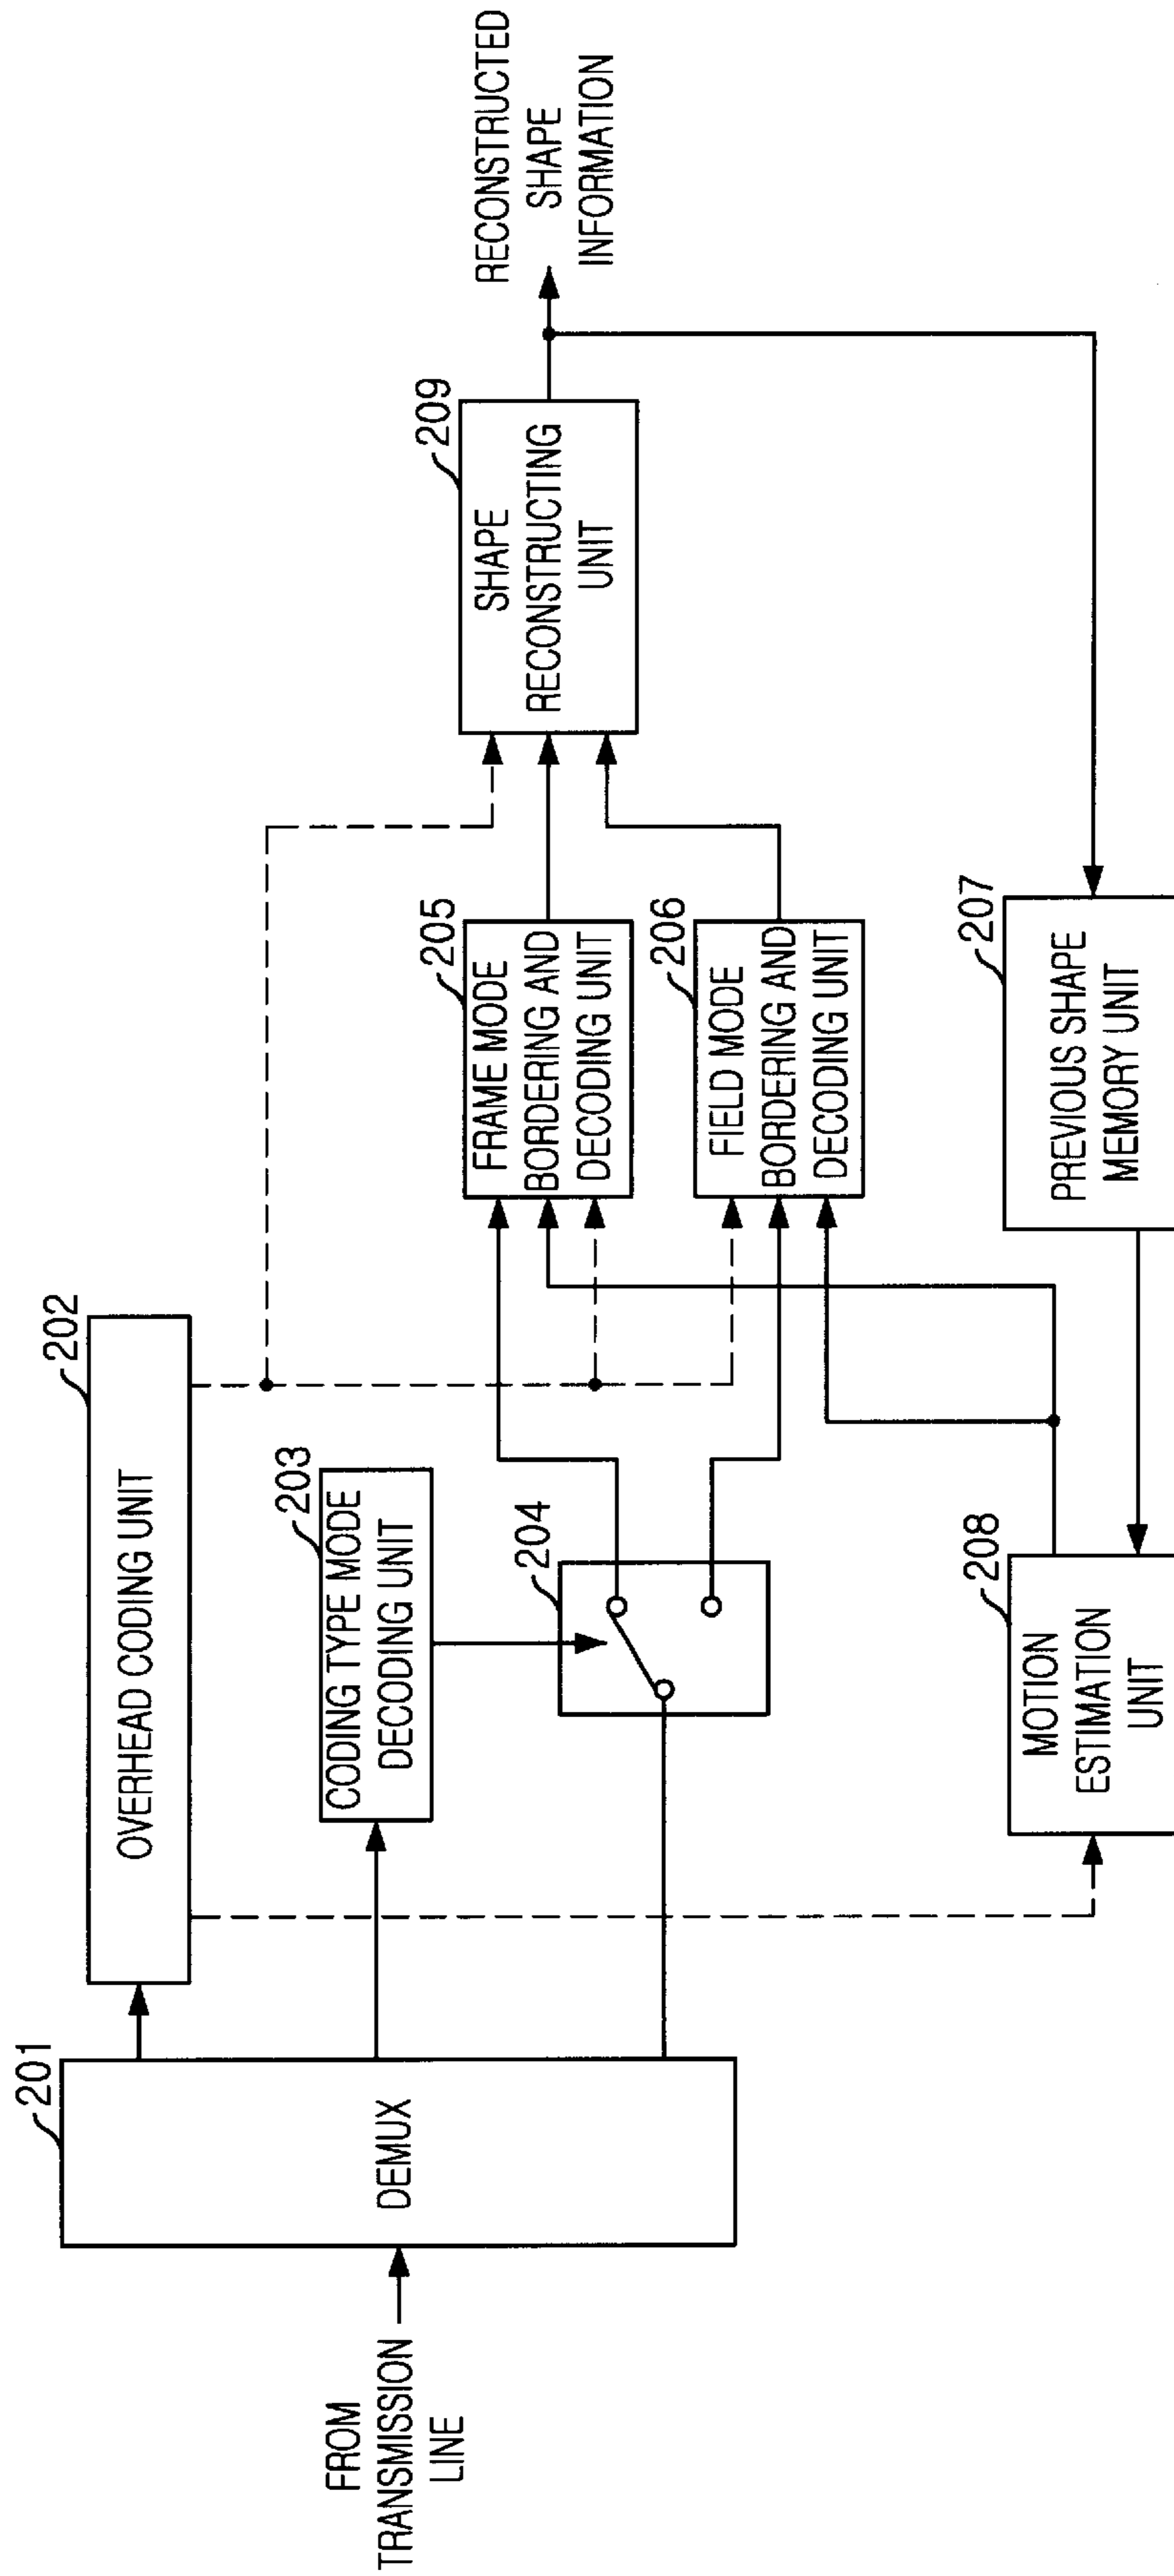 FROM
TRANSMISSION
LINE
201
DEMUX
202
OVERHEAD CODING UNIT
203
CODING TYPE MODE
DECODING UNIT
204
205
FRAME MODE
BORDERING AND
DECODING UNIT
206
FIELD MODE
BORDERING AND
DECODING UNIT
207
PREVIOUS SHAPE
MEMORY UNIT
208
MOTION
ESTIMATION
UNIT
209
SHAPE
RECONSTRUCTING
UNIT
RECONSTRUCTED
SHAPE
INFORMATION